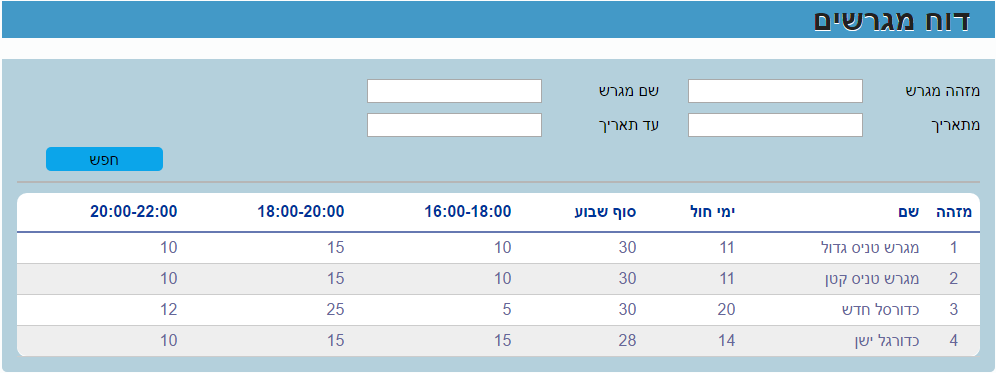 דוח מגרשים
מזהה מגרש שם מגרש
מתאריך עד תאריך
חפש
מזהה שם ימי חול סוף שבוע 16:00-18:00 18:00-20:00 20:00-22:00
1 מגרש טניס גדול 11 30 10 15 10
2 מגרש טניס קטן 11 30 10 15 10
3 כדורסל חדש 20 30 5 25 12
4 כדורגל ישן 14 28 15 15 10